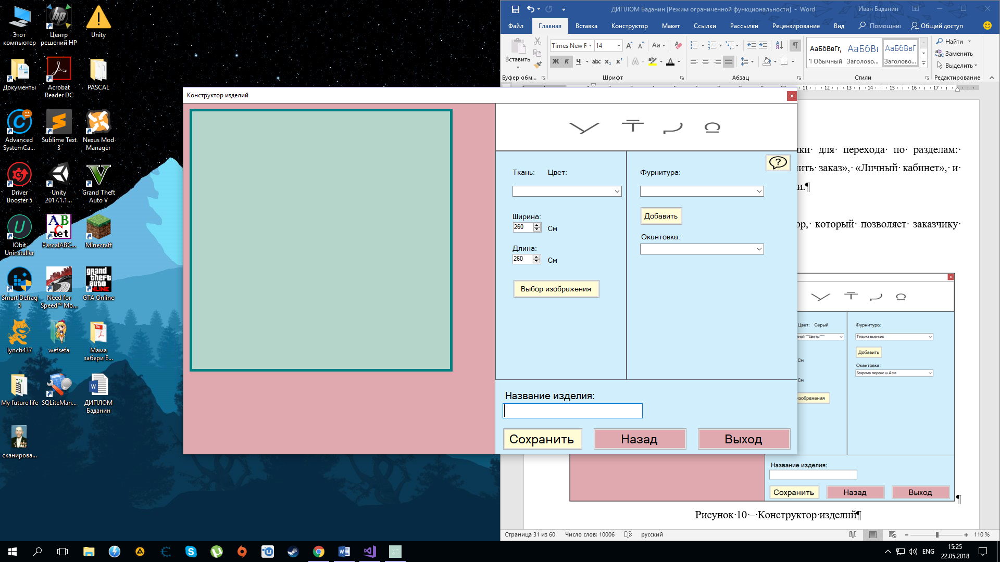 Этот компьютер
Центр решений HP
Unity
Документы
Acrobat Reader DC
PASCAL
Advanced SystemCa...
Sublime Text 3
Nexus Mod Manager
Driver Booster 5
Unity 2017.1.1...
Grand Theft Auto V
IObit Uninstaller
PascalABC...
Minecraft
Smart Defrag 5
Need for Speed™ Mo...
GTA Online
lynch437
wefsefa
Мама забери Е...
My future life
SQLiteMan...
ДИПЛОМ Баданин
сканирова...
ДИПЛОМ Баданин [Режим ограниченной функциональности] - Word
Иван Баданин
Файл Главная Вставка Конструктор Макет Ссылки Рассылки Рецензирование Вид Помощни Общий доступ
Вставить
Times New R 14
Ж К Ч abc x₂ x²
АаБбВвГг,
АаБбВв
АаБбВвГ
¶ Обычный Заголово... Заголово...
Найти
Заменить
Выделить
Буфер обм... Шрифт Абзац Стили Редактирование
Конструктор изделий
Ткань: Цвет:
Фурнитура:
Ширина:
260 См
Добавить
Окантовка:
Длина:
260 См
Выбор изображения
Название изделия:
Сохранить Назад Выход
ки· для· перехода· по· разделам:·
ить· заказ»,· «Личный· кабинет»,· и·
и.¶
ор,· который· позволяет· заказчику·
Цвет: Серый
Фурнитура:
ной """Цветы"""
Тесьма вьюнчик
Добавить
См
Окантовка:
Бахрома люрекс ш.4 см
См
изображения
Название изделия:
Сохранить Назад Выход
¶
Рисунок·10·–·Конструктор·изделий¶
Страница 31 из 60 Число слов: 10006 русский 110 %
ENG
15:25
22.05.2018